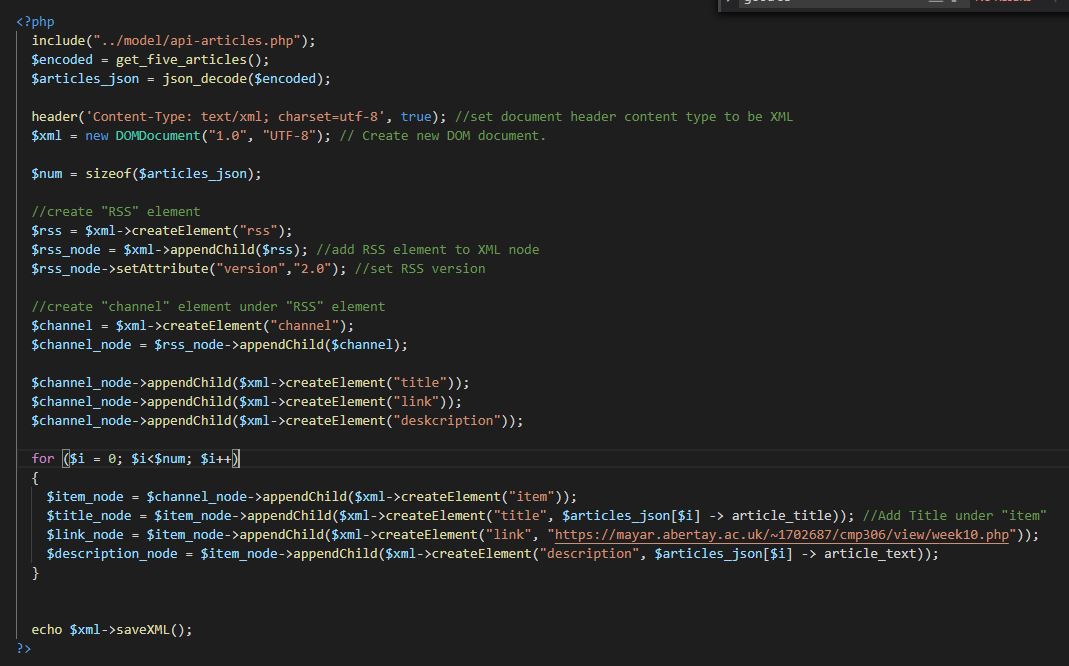 <?php
include("../model/api-articles.php");
$encoded = get_five_articles();
$articles_json = json_decode($encoded);
header('Content-Type: text/xml; charset=utf-8', true); //set document header content type to be XML
$xml = new DOMDocument("1.0", "UTF-8"); // Create new DOM document.
$num = sizeof($articles_json);
//create "RSS" element
$rss = $xml->createElement("rss");
$rss_node = $xml->appendChild($rss); //add RSS element to XML node
$rss_node->setAttribute("version","2.0"); //set RSS version
//create "channel" element under "RSS" element
$channel = $xml->createElement("channel");
$channel_node = $rss_node->appendChild($channel);
$channel_node->appendChild($xml->createElement("title"));
$channel_node->appendChild($xml->createElement("link"));
$channel_node->appendChild($xml->createElement("deskcription"));
for ($i = 0; $i<$num; $i++)
{
$item_node = $channel_node->appendChild($xml->createElement("item"));
$title_node = $item_node->appendChild($xml->createElement("title", $articles_json[$i] -> article_title)); //Add Title under "item"
$link_node = $item_node->appendChild($xml->createElement("link", "https://mayar.abertay.ac.uk/~1702687/cmp306/view/week10.php"));
$description_node = $item_node->appendChild($xml->createElement("description", $articles_json[$i] -> article_text));
}
echo $xml->saveXML();
?>